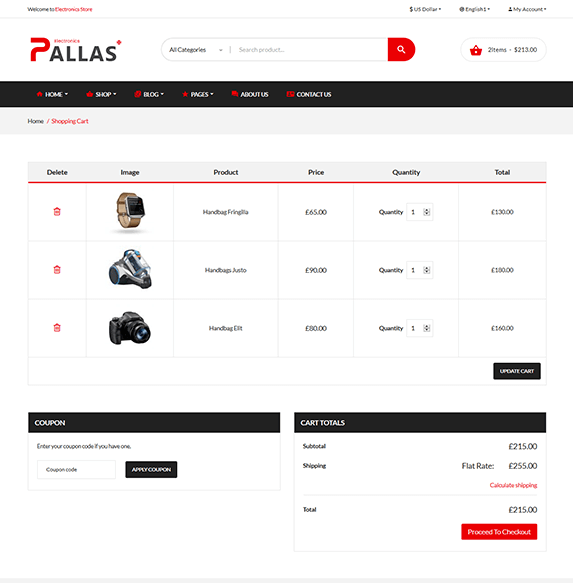 Welcome to Electronics Store
$ US Dollar
English1
My Account
Electronics
PALLAS
All Categories
Search product...
2Items - $213.00
HOME
SHOP
BLOG
PAGES
ABOUT US
CONTACT US
Home / Shopping Cart
Delete Image Product Price Quantity Total
Handbag Fringilla £65.00 Quantity 1 £130.00
Handbags Justo £90.00 Quantity 1 £180.00
Handbag Elit £80.00 Quantity 1 £160.00
UPDATE CART
COUPON
Enter your coupon code if you have one.
Coupon code
APPLY COUPON
CART TOTALS
Subtotal £215.00
Shipping Flat Rate: £255.00
Calculate shipping
Total £215.00
Proceed To Checkout